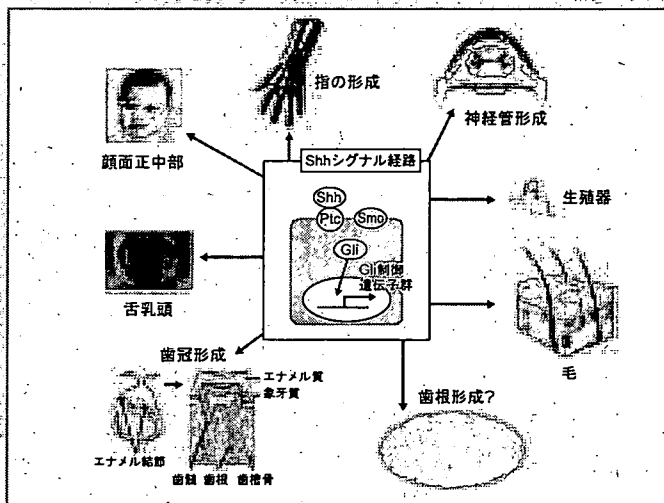 指の形成
神経管形成
顔面正中部
Shhシグナル経路
生殖器
Shh
Ptc
Smo
Gli
Gli制御
遺伝子群
舌乳頭
毛
歯冠形成
エナメル質
象牙質
エナメル結節
歯髄 歯根 歯槽骨
歯根形成?